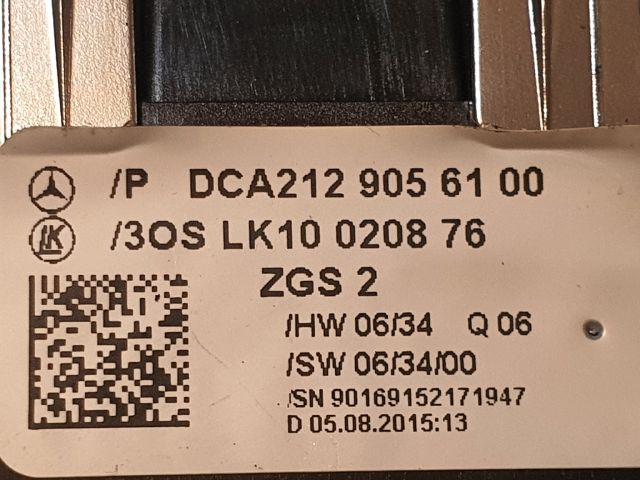 /P DCA212 905 61 00
LK /3OS LK10 0208 76
ZGS 2
/HW 06/34 Q 06
/SW 06/34/00
/SN 90169152171947
D 05.08.2015:13